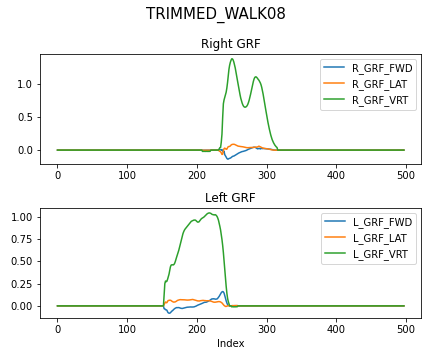 TRIMMED_WALK08
Right GRF
R_GRF_FWD
R_GRF_LAT
R_GRF_VRT
1.0
0.5
0.0
0 100 200 300 400 500
Left GRF
L_GRF_FWD
L_GRF_LAT
L_GRF_VRT
1.00
0.75
0.50
0.25
0.00
0 100 200 300 400 500
Index